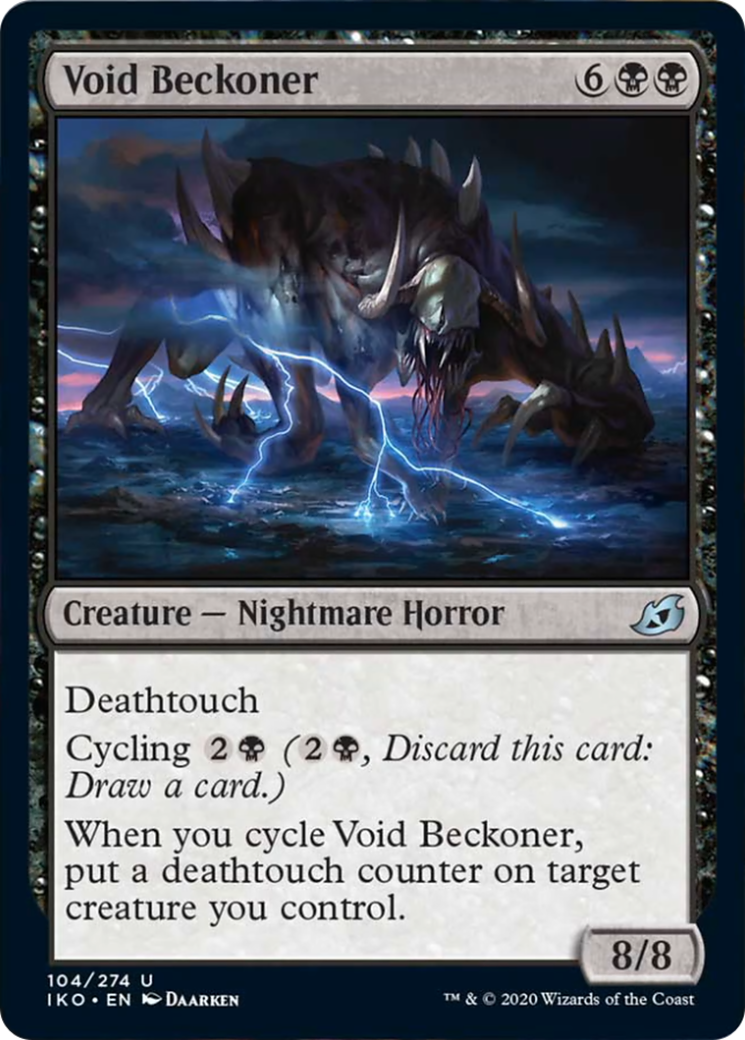 Void Beckoner 6
Creature — Nightmare Horror
Deathtouch
Cycling 2 (2, Discard this card:
Draw a card.)
When you cycle Void Beckoner,
put a deathtouch counter on target
creature you control.
8/8
104/274 U
IKO • EN DAARKEN
™ & © 2020 Wizards of the Coast